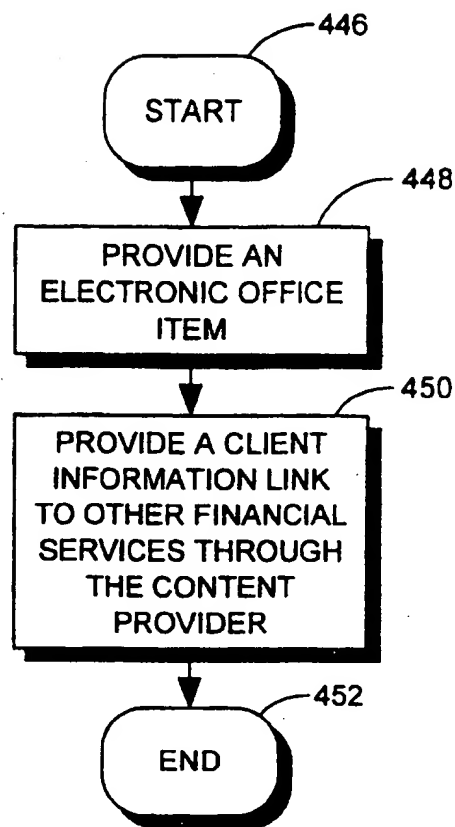 446
START
448
PROVIDE AN
ELECTRONIC OFFICE
ITEM
450
PROVIDE A CLIENT
INFORMATION LINK
TO OTHER FINANCIAL
SERVICES THROUGH
THE CONTENT
PROVIDER
452
END